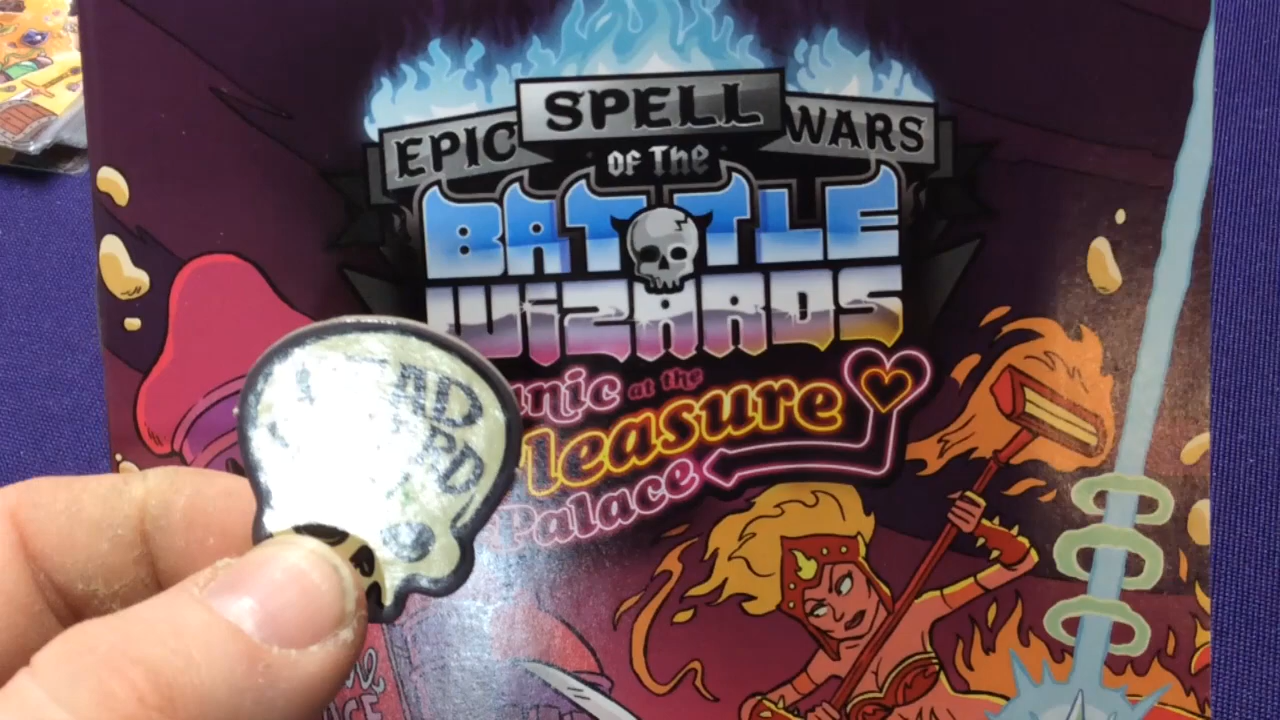 EPIC SPELL WARS
OF THE
BATTLE
WIZARDS
at the
leasure
Palace